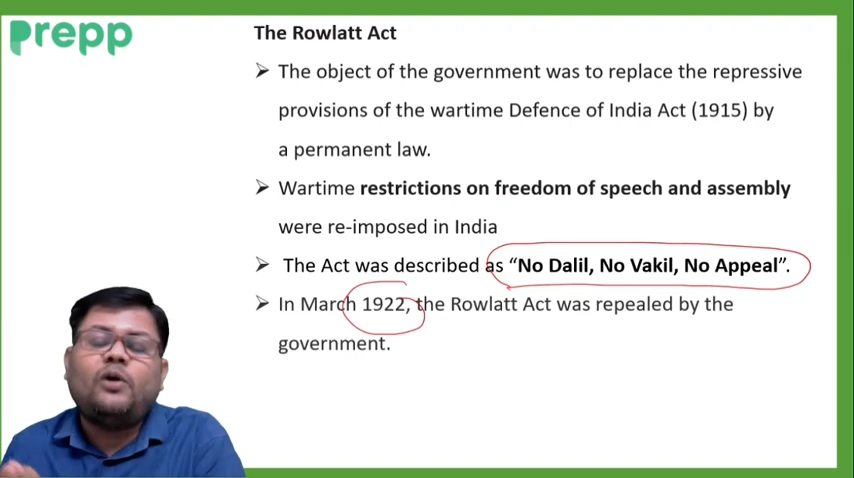 prepp
The Rowlatt Act
➤ The object of the government was to replace the repressive
provisions of the wartime Defence of India Act (1915) by
a permanent law.
➤ Wartime restrictions on freedom of speech and assembly
were re-imposed in India
➤ The Act was described as “No Dalil, No Vakil, No Appeal”.
➤ In March 1922, the Rowlatt Act was repealed by the
government.